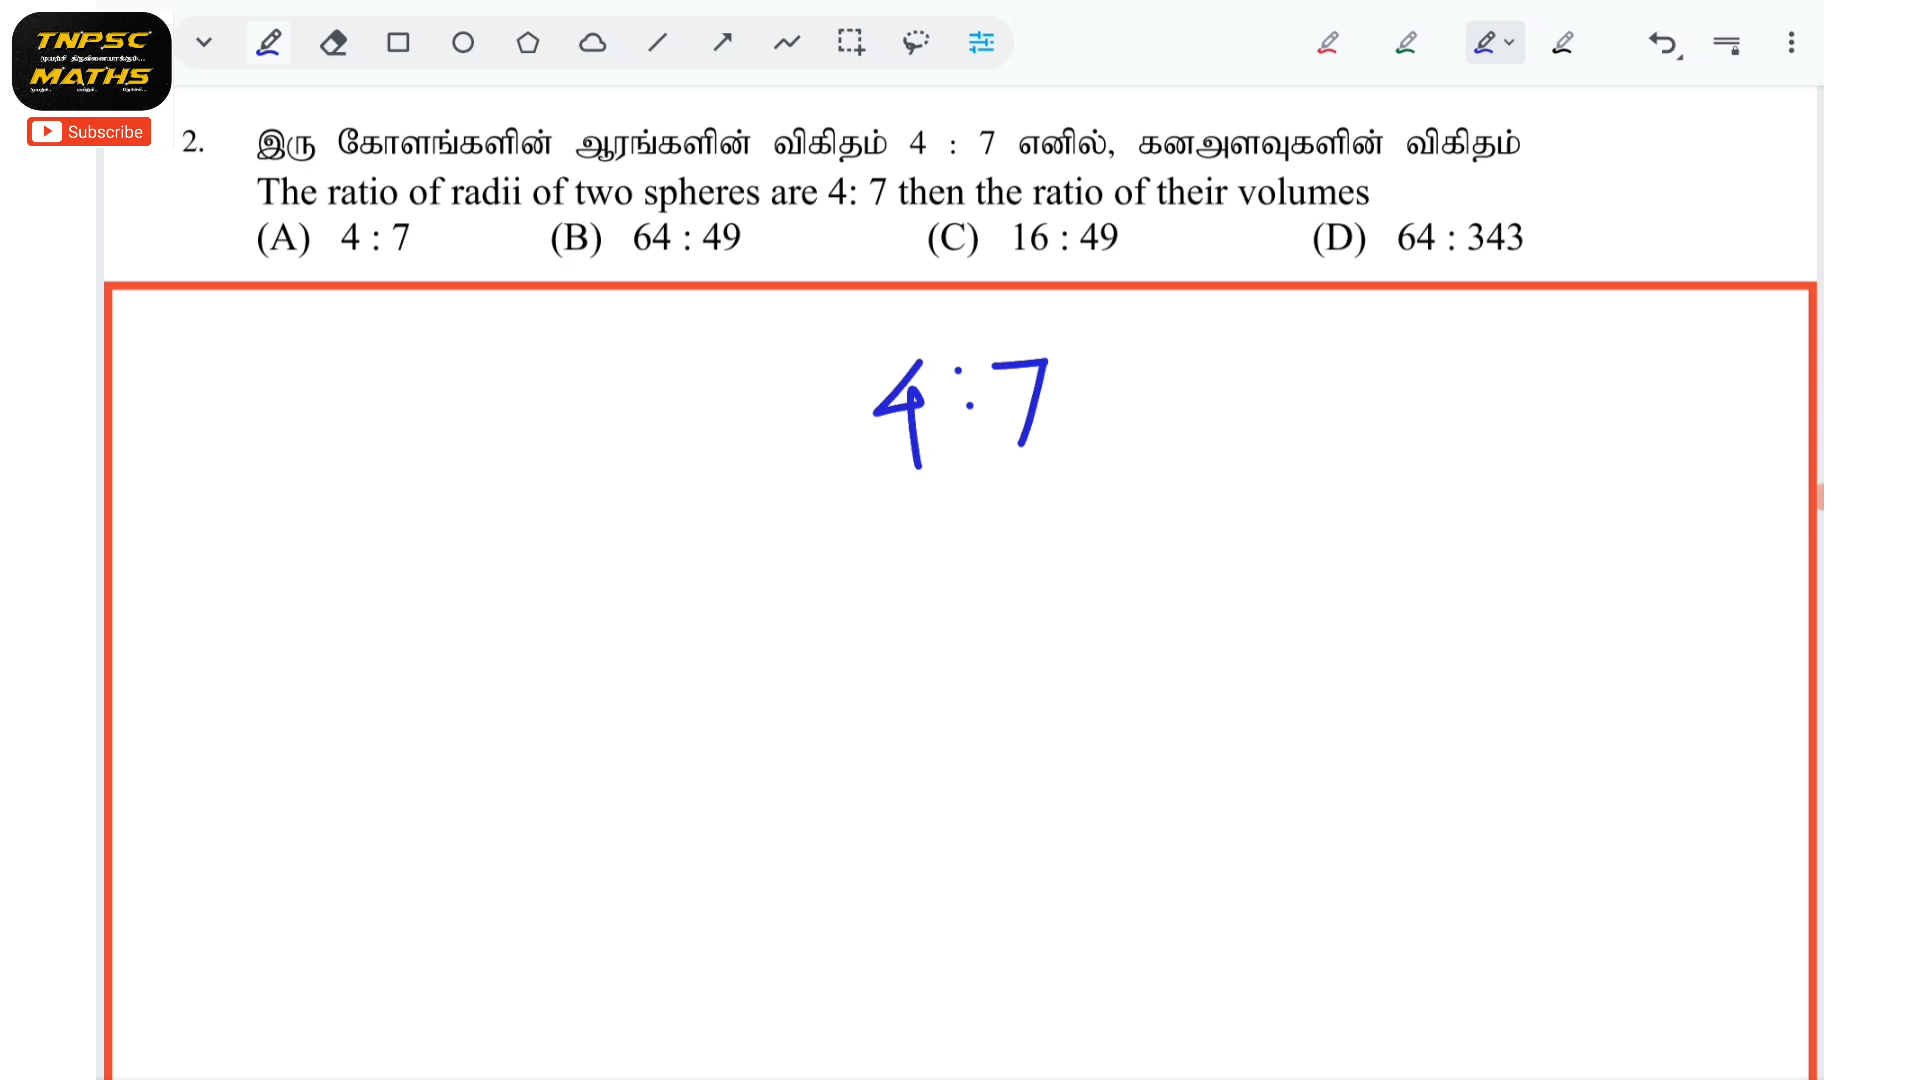 TNPSC
MATHS
Subscribe
2. இரு கோளங்களின் ஆரங்களின் விகிதம் 4 : 7 எனில், கனஅளவுகளின் விகிதம்
The ratio of radii of two spheres are 4: 7 then the ratio of their volumes
(A) 4 : 7 (B) 64 : 49 (C) 16 : 49 (D) 64 : 343
4 : 7